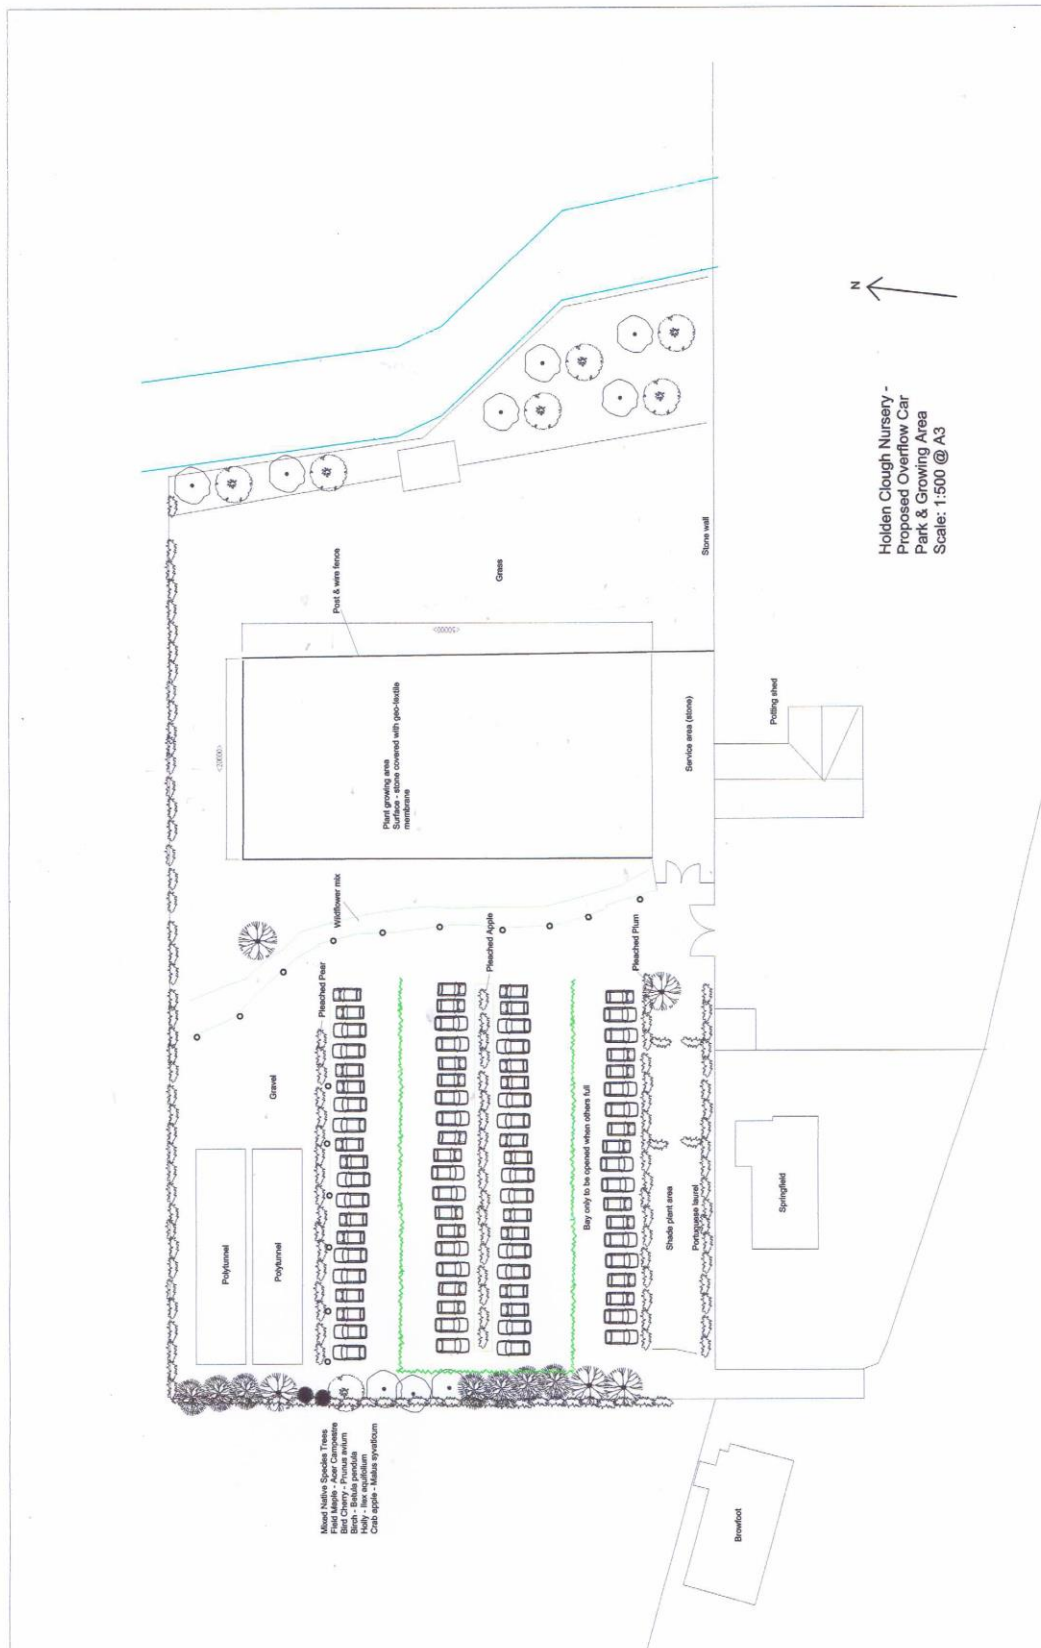 Holden Clough Nursery -
Proposed Overflow Car
Park & Growing Area
Scale: 1:500 @ A3
N
Mixed Native Species Trees
Field Maple - Acer Campestre
Bird Cherry - Prunus avium
Birch - Betula pendula
Holly - Ilex aquifolium
Crab apple - Malus syvaticum
Polytunnel
Polytunnel
Gravel
Pleached Pear
Wildflower mix
Pleached Apple
Bay only to be opened when others full
Pleached Plum
Shade plant area
Portuguese laurel
Plant growing area
Surface - stone covered with geo-textile
membrane
<20000>
<50000>
Post & wire fence
Grass
Service area (stone)
Stone wall
Potting shed
Springfield
Browfoot